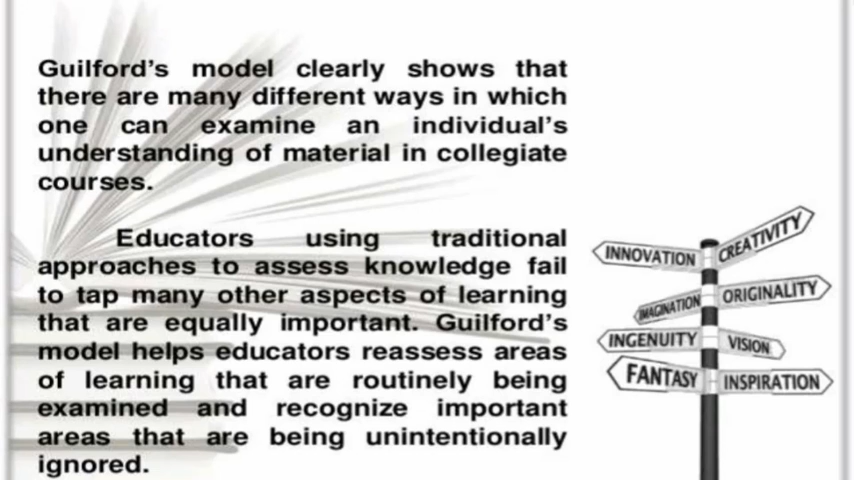 Guilford's model clearly shows that
there are many different ways in which
one can examine an individual's
understanding of material in collegiate
courses.
Educators using traditional
approaches to assess knowledge fail
to tap many other aspects of learning
that are equally important. Guilford's
model helps educators reassess areas
of learning that are routinely being
examined and recognize important
areas that are being unintentionally
ignored.
INNOVATION
CREATIVITY
IMAGINATION
ORIGINALITY
INGENUITY
VISION
FANTASY
INSPIRATION